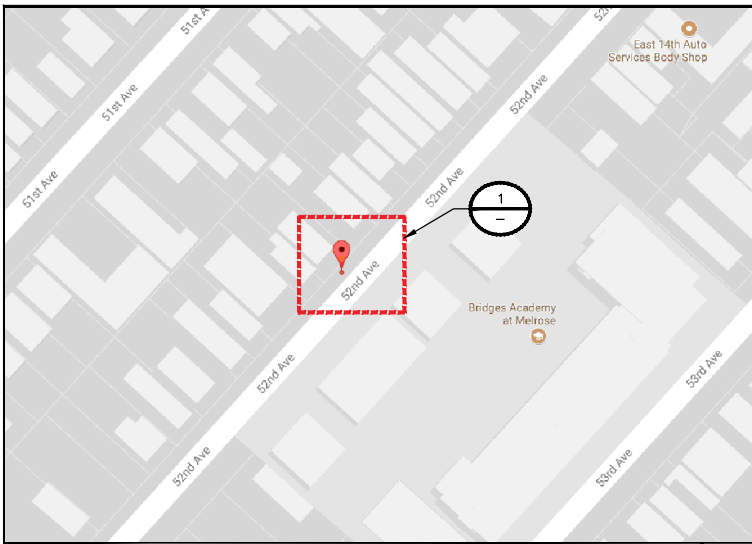 51st Ave
52nd Ave
East 14th Auto
Services Body Shop
51st Ave
52nd Ave
51st Ave
52nd Ave
1
–
52nd Ave
Bridges Academy
at Melrose
52nd Ave
53rd Ave
52nd Ave
53rd Ave